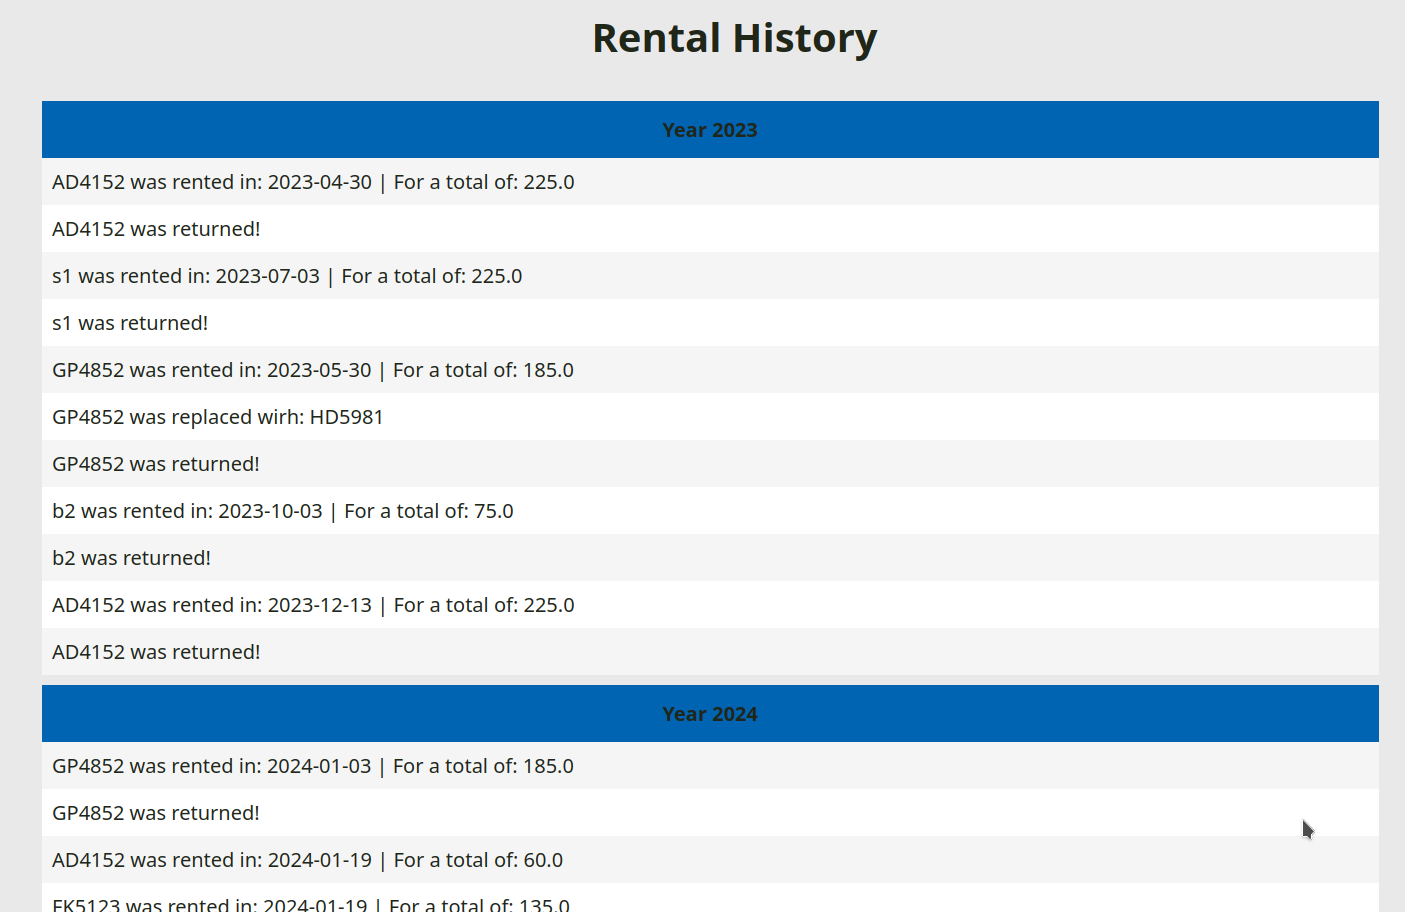 Rental History
Year 2023
AD4152 was rented in: 2023-04-30 | For a total of: 225.0
AD4152 was returned!
s1 was rented in: 2023-07-03 | For a total of: 225.0
s1 was returned!
GP4852 was rented in: 2023-05-30 | For a total of: 185.0
GP4852 was replaced wirh: HD5981
GP4852 was returned!
b2 was rented in: 2023-10-03 | For a total of: 75.0
b2 was returned!
AD4152 was rented in: 2023-12-13 | For a total of: 225.0
AD4152 was returned!
Year 2024
GP4852 was rented in: 2024-01-03 | For a total of: 185.0
GP4852 was returned!
AD4152 was rented in: 2024-01-19 | For a total of: 60.0
FK5123 was rented in: 2024-01-19 | For a total of: 135.0